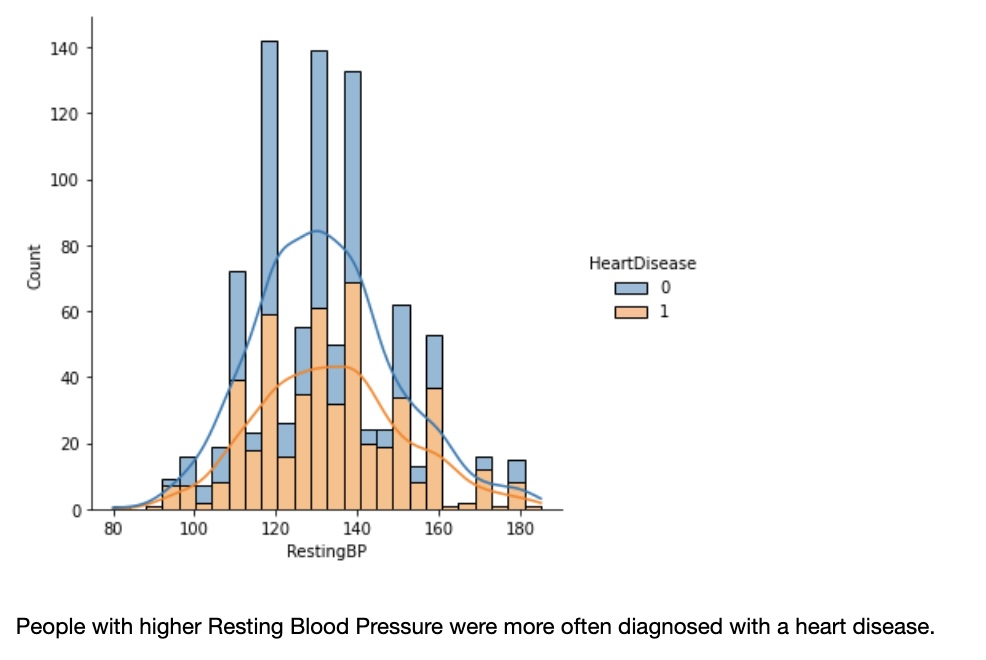 140
120
100
80
60
40
20
0
Count
80 100 120 140 160 180
RestingBP
HeartDisease
0
1
People with higher Resting Blood Pressure were more often diagnosed with a heart disease.